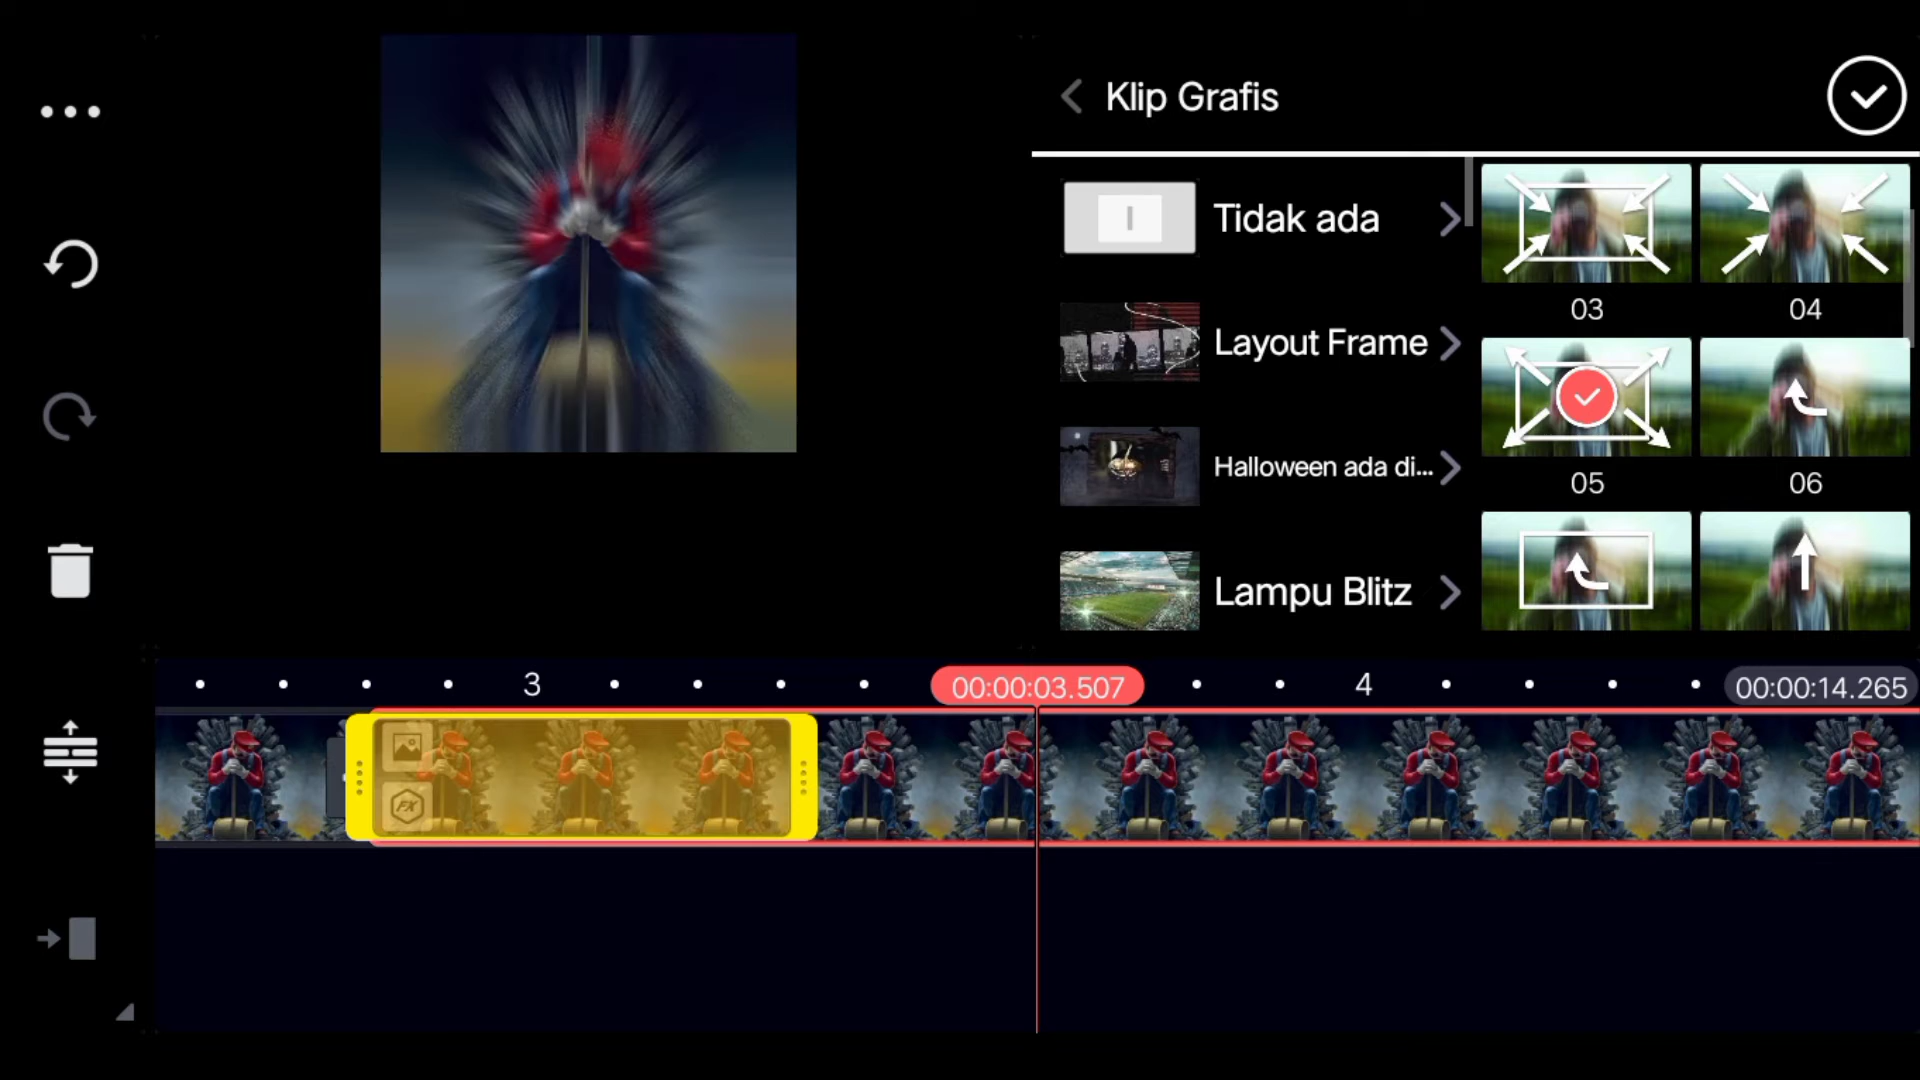 Klip Grafis
Tidak ada
Layout Frame
Halloween ada di...
Lampu Blitz
03
04
05
06
3
00:00:03.507
4
00:00:14.265
FX